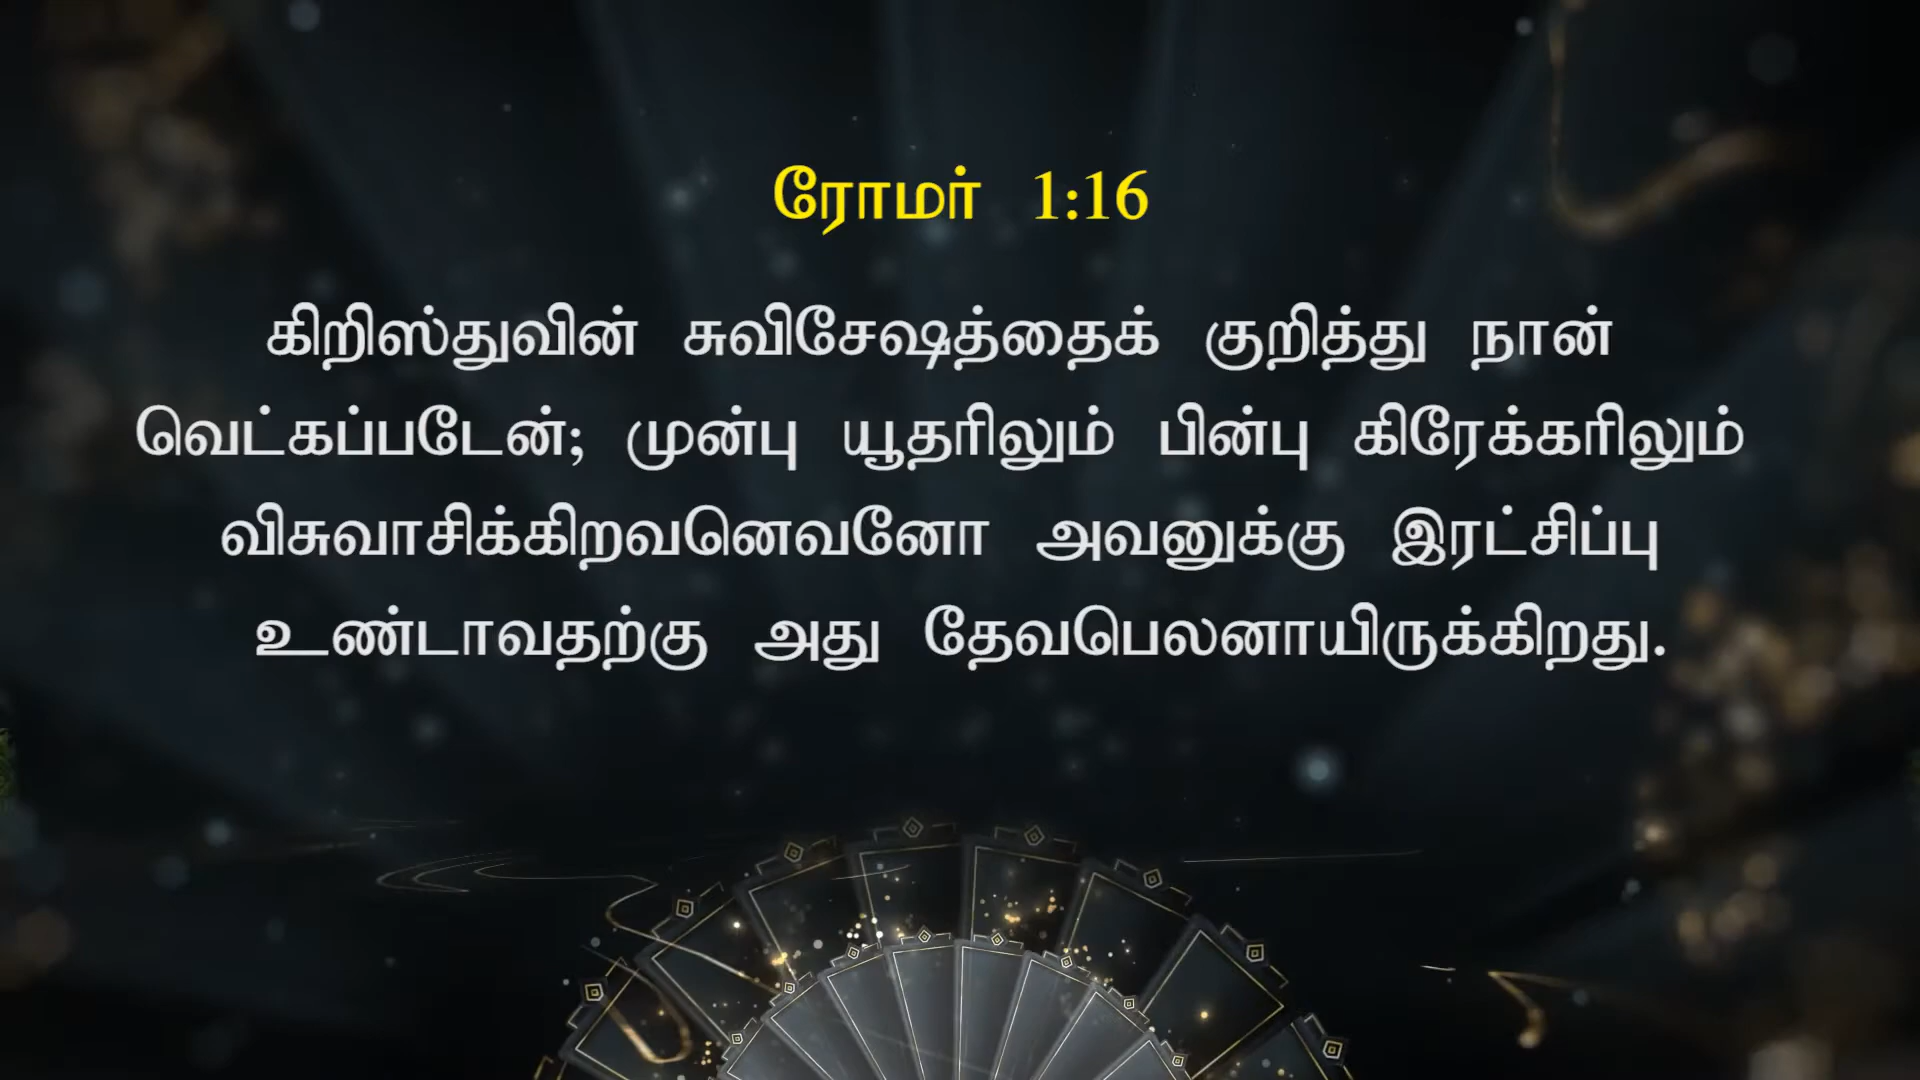 ரோமர் 1:16
கிறிஸ்துவின் சுவிசேஷத்தைக் குறித்து நான்
வெட்கப்படேன்; முன்பு யூதரிலும் பின்பு கிரேக்கரிலும்
விசுவாசிக்கிறவனெவனோ அவனுக்கு இரட்சிப்பு
உண்டாவதற்கு அது தேவபெலனாயிருக்கிறது.